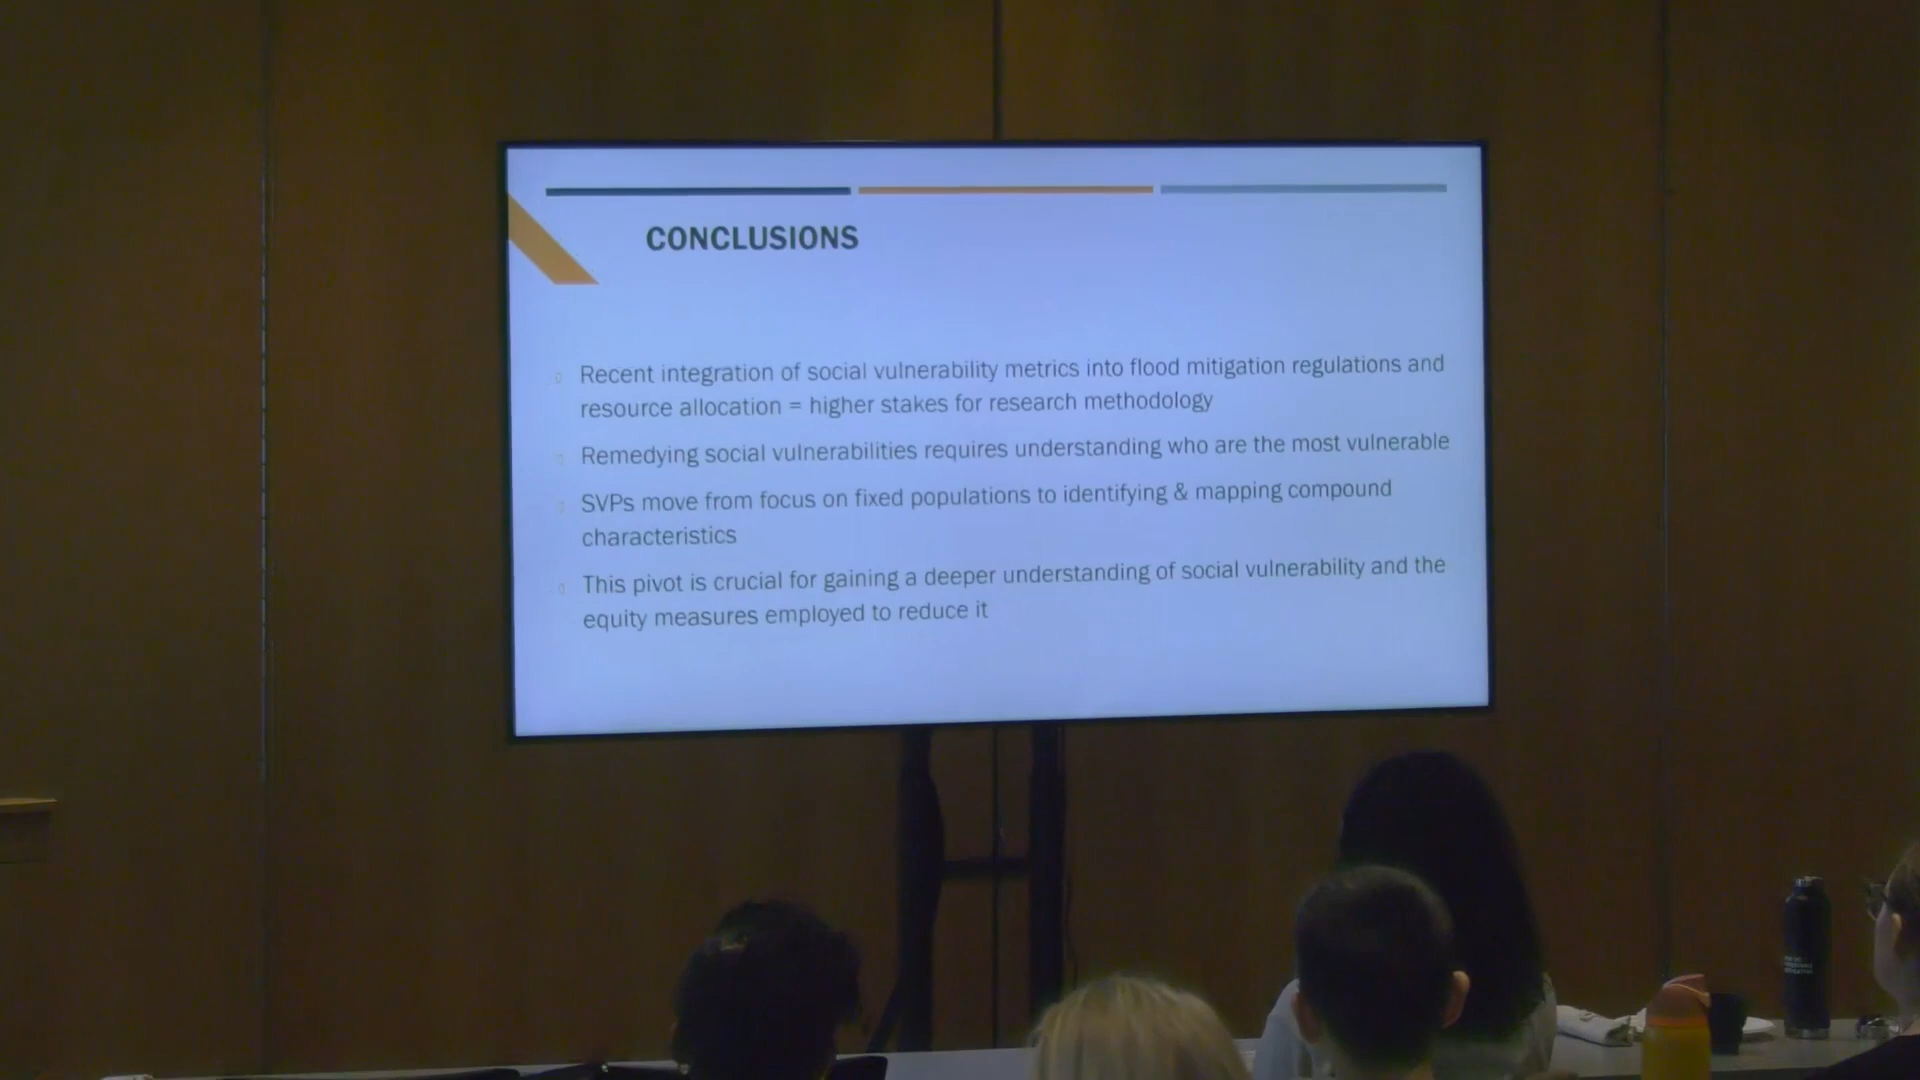 CONCLUSIONS
Recent integration of social vulnerability metrics into flood mitigation regulations and
resource allocation = higher stakes for research methodology
Remedying social vulnerabilities requires understanding who are the most vulnerable
SVPs move from focus on fixed populations to identifying & mapping compound
characteristics
This pivot is crucial for gaining a deeper understanding of social vulnerability and the
equity measures employed to reduce it